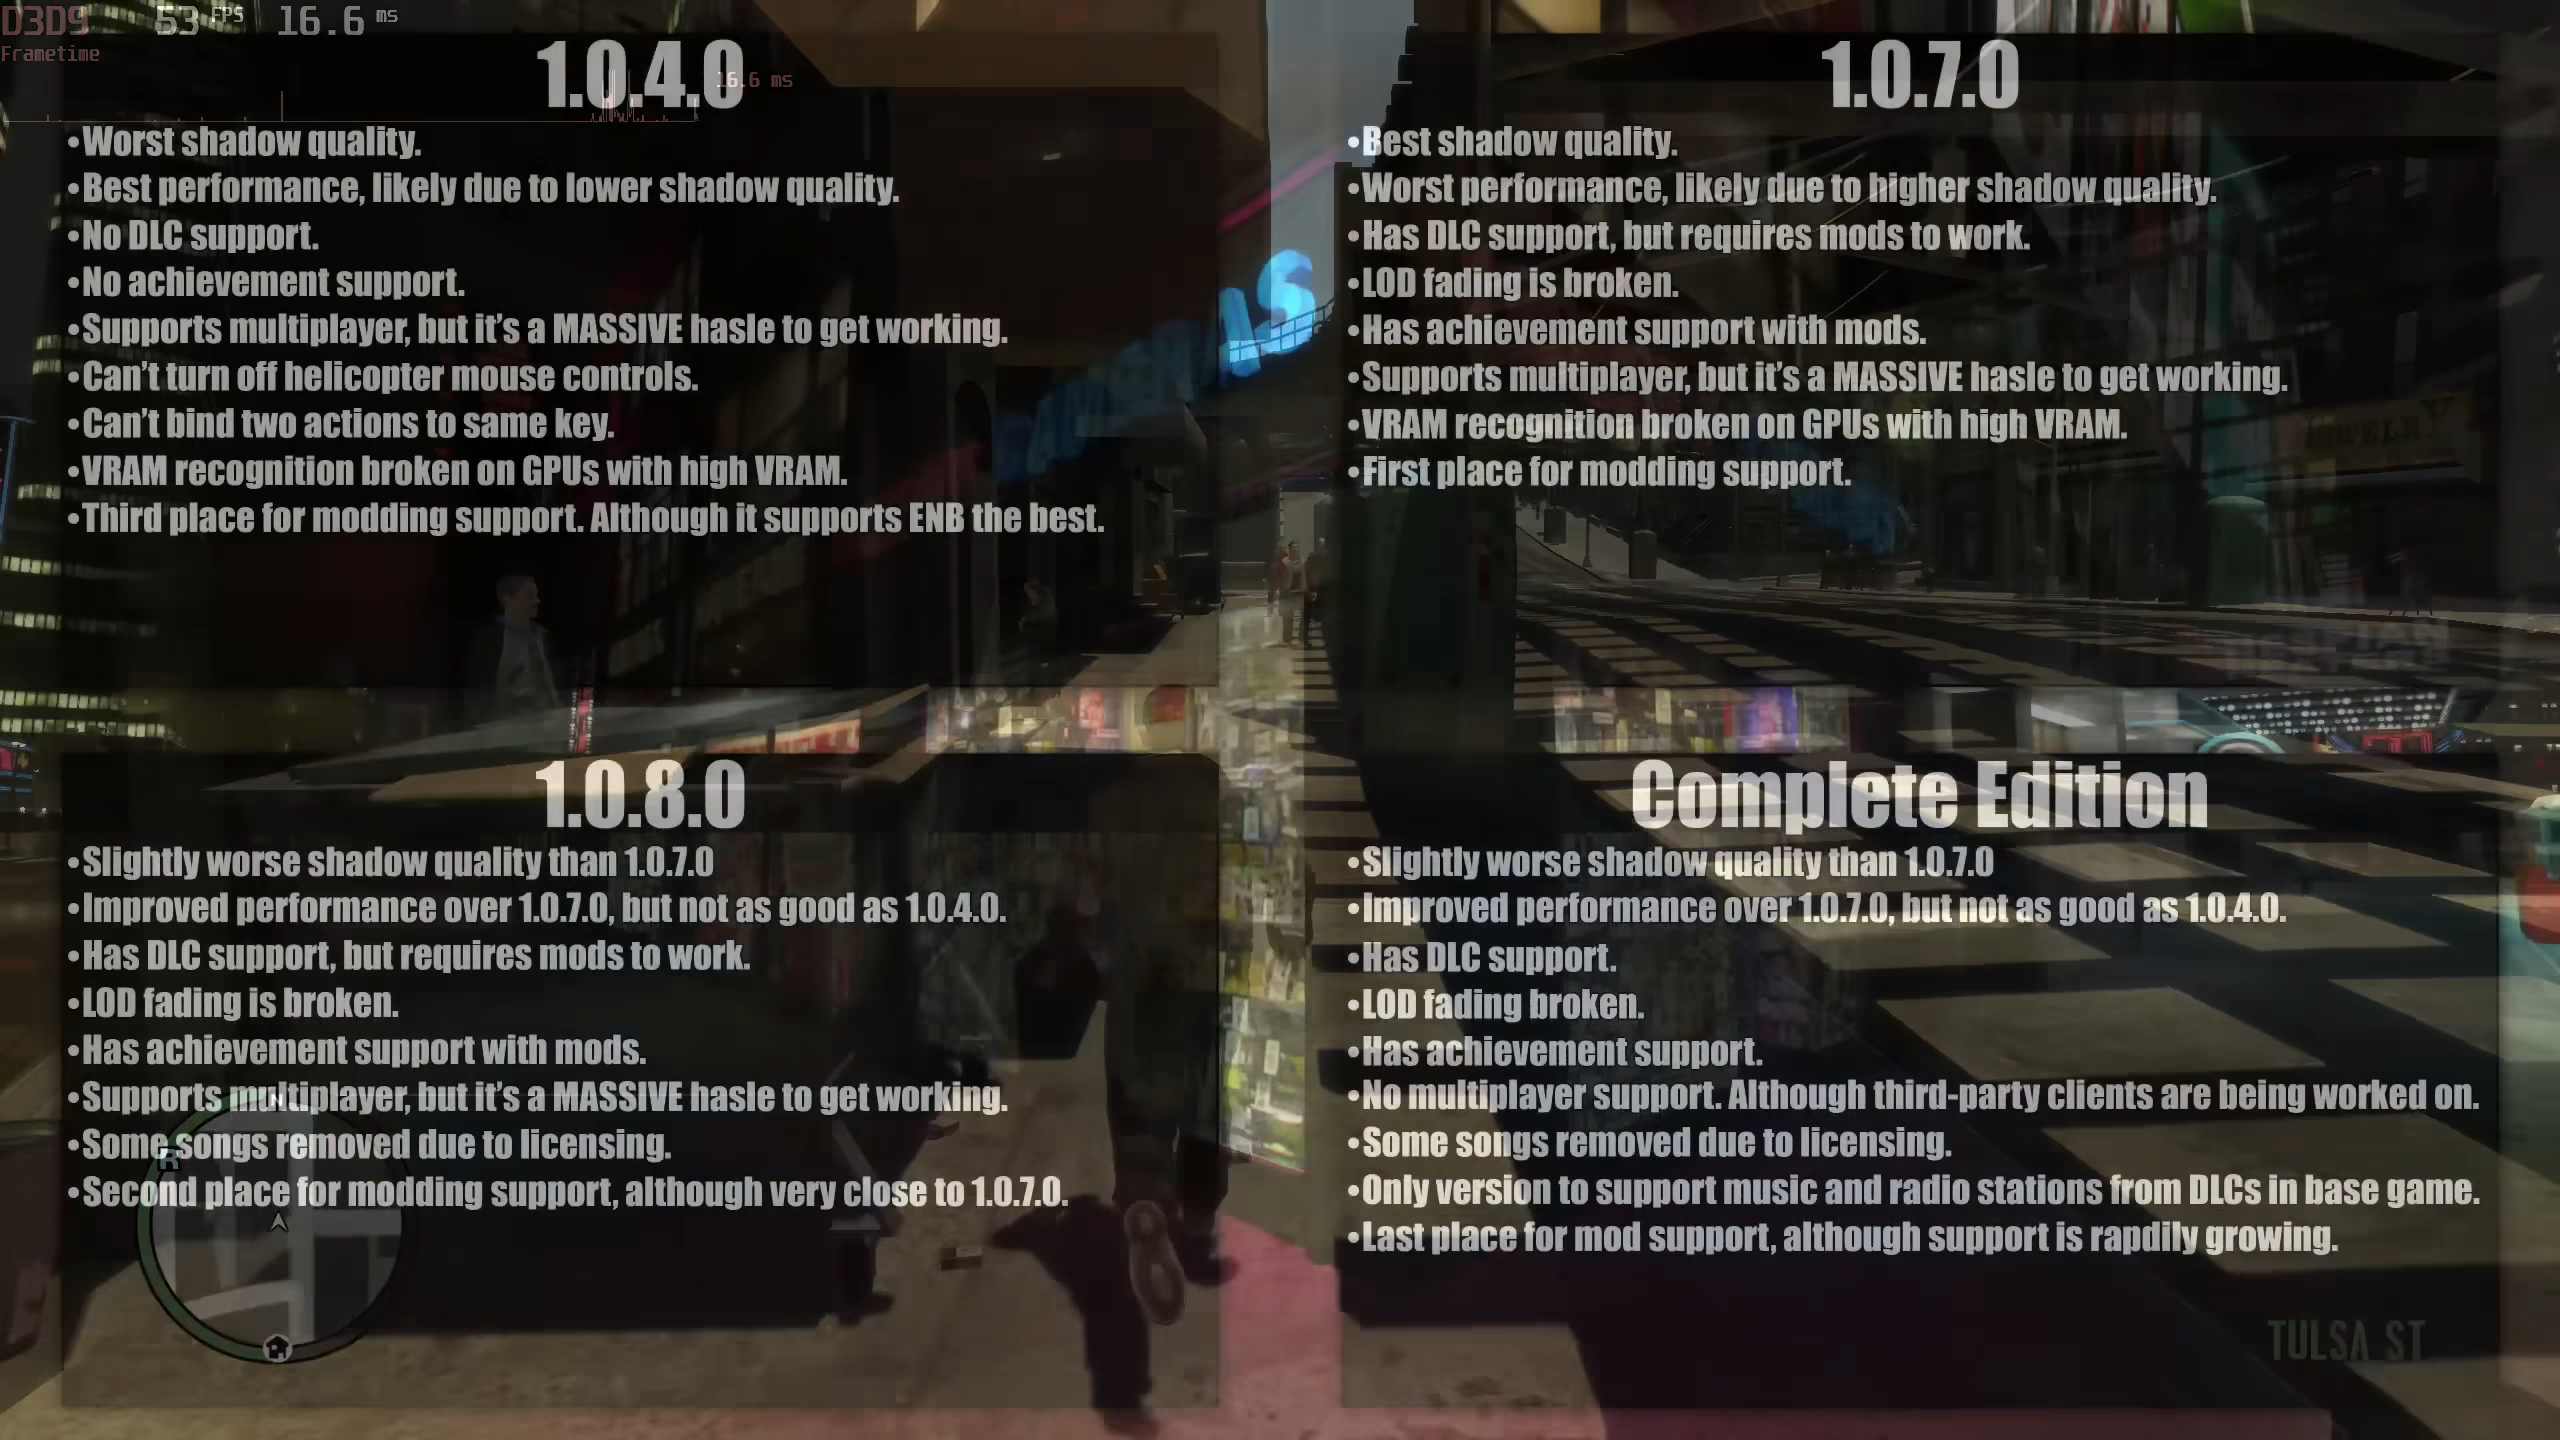 D3D9 53 FPS 16.6 ms
Frametime
16.6 ms
1.0.4.0
•Worst shadow quality.
•Best performance, likely due to lower shadow quality.
•No DLC support.
•No achievement support.
•Supports multiplayer, but it’s a MASSIVE hasle to get working.
•Can’t turn off helicopter mouse controls.
•Can’t bind two actions to same key.
•VRAM recognition broken on GPUs with high VRAM.
•Third place for modding support. Although it supports ENB the best.
1.0.7.0
•Best shadow quality.
•Worst performance, likely due to higher shadow quality.
•Has DLC support, but requires mods to work.
•LOD fading is broken.
•Has achievement support with mods.
•Supports multiplayer, but it’s a MASSIVE hasle to get working.
•VRAM recognition broken on GPUs with high VRAM.
•First place for modding support.
1.0.8.0
•Slightly worse shadow quality than 1.0.7.0
•Improved performance over 1.0.7.0, but not as good as 1.0.4.0.
•Has DLC support, but requires mods to work.
•LOD fading is broken.
•Has achievement support with mods.
•Supports multiplayer, but it’s a MASSIVE hasle to get working.
•Some songs removed due to licensing.
•Second place for modding support, although very close to 1.0.7.0.
N
R
Complete Edition
•Slightly worse shadow quality than 1.0.7.0
•Improved performance over 1.0.7.0, but not as good as 1.0.4.0.
•Has DLC support.
•LOD fading broken.
•Has achievement support.
•No multiplayer support. Although third-party clients are being worked on.
•Some songs removed due to licensing.
•Only version to support music and radio stations from DLCs in base game.
•Last place for mod support, although support is rapdily growing.
TULSA ST